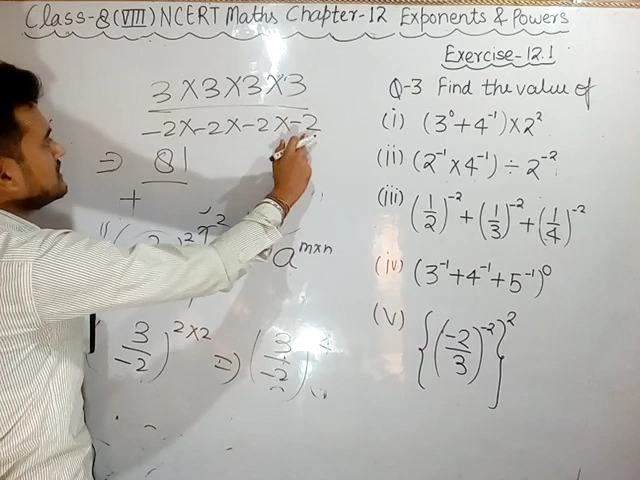 Class-8(VIII) NCERT Maths Chapter-12 Exponents & Powers
Exercise-12.1
Q-3 Find the value of
(i) (3⁰+4⁻¹)×2²
(ii) (2⁻¹×4⁻¹)÷2⁻²
(iii) (1/2)⁻²+(1/3)⁻²+(1/4)⁻²
(iv) (3⁻¹+4⁻¹+5⁻¹)⁰
(V) {(-2/3)⁻²}²
3×3×3×3
-2×-2×-2×-2
⇒ 81
+
a^(m×n)
(3/-2)^(2×2) ⇒